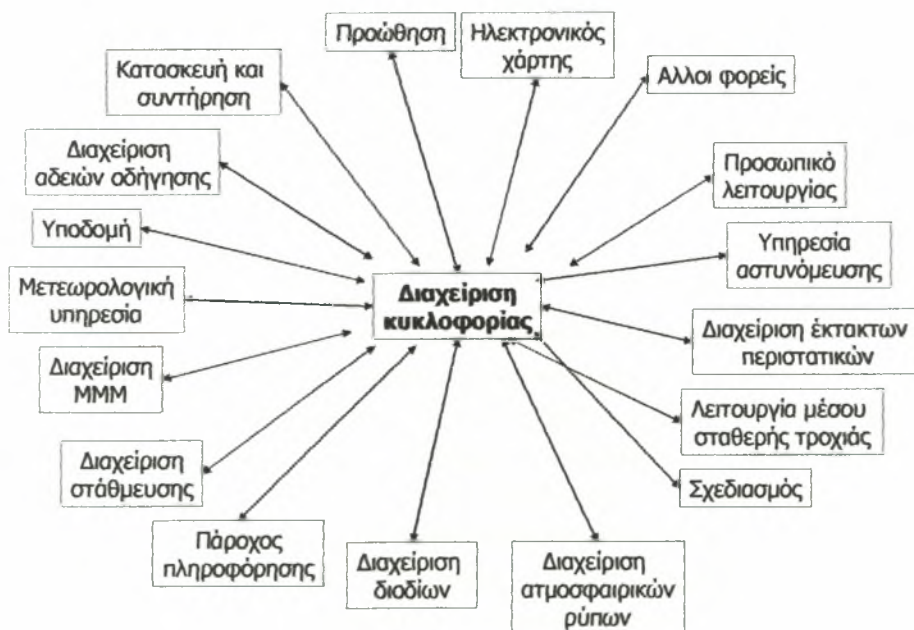 Προώθηση
Ηλεκτρονικός
χάρτης
Αλλοι φορείς
Κατασκευή και
συντήρηση
Διαχείριση
αδειών οδήγησης
Προσωπικό
λειτουργίας
Υποδομή
Υπηρεσία
αστυνόμευσης
Μετεωρολογική
υπηρεσία
Διαχείριση
κυκλοφορίας
Διαχείριση έκτακτων
περιστατικών
Διαχείριση
ΜΜΜ
Λειτουργία μέσου
σταθερής τροχιάς
Διαχείριση
στάθμευσης
Σχεδιασμός
Πάροχος
πληροφόρησης
Διαχείριση
διοδίων
Διαχείριση
ατμοσφαιρικών
ρύπων